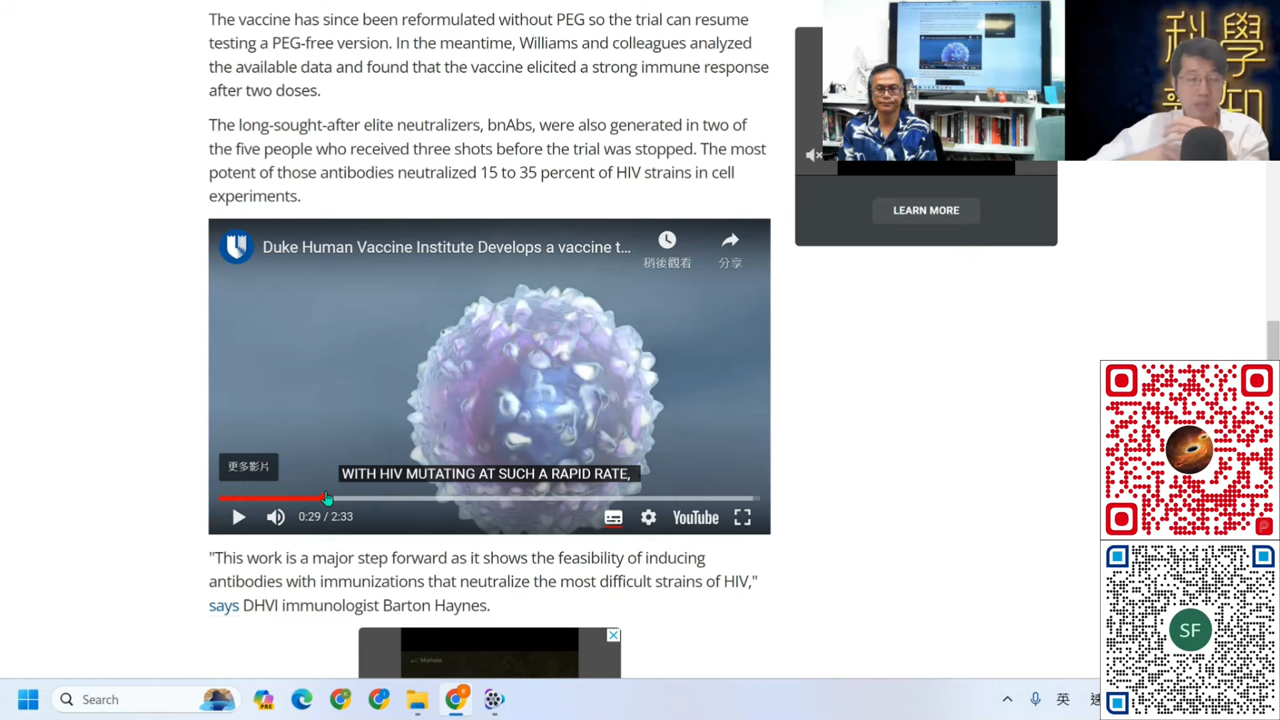 The vaccine has since been reformulated without PEG so the trial can resume
testing a PEG-free version. In the meantime, Williams and colleagues analyzed
the available data and found that the vaccine elicited a strong immune response
after two doses.
The long-sought-after elite neutralizers, bnAbs, were also generated in two of
the five people who received three shots before the trial was stopped. The most
potent of these antibodies neutralized 15 to 35 percent of HIV strains in cell
experiments.
Duke Human Vaccine Institute Develops a vaccine t...
稍後觀看
分享
更多影片
WITH HIV MUTATING AT SUCH A RAPID RATE,
0:29 / 2:33
YouTube
"This work is a major step forward as it shows the feasibility of inducing
antibodies with immunizations that neutralize the most difficult strains of HIV,"
says DHVI immunologist Barton Haynes.
LEARN MORE
科學
知
SF
Search
英